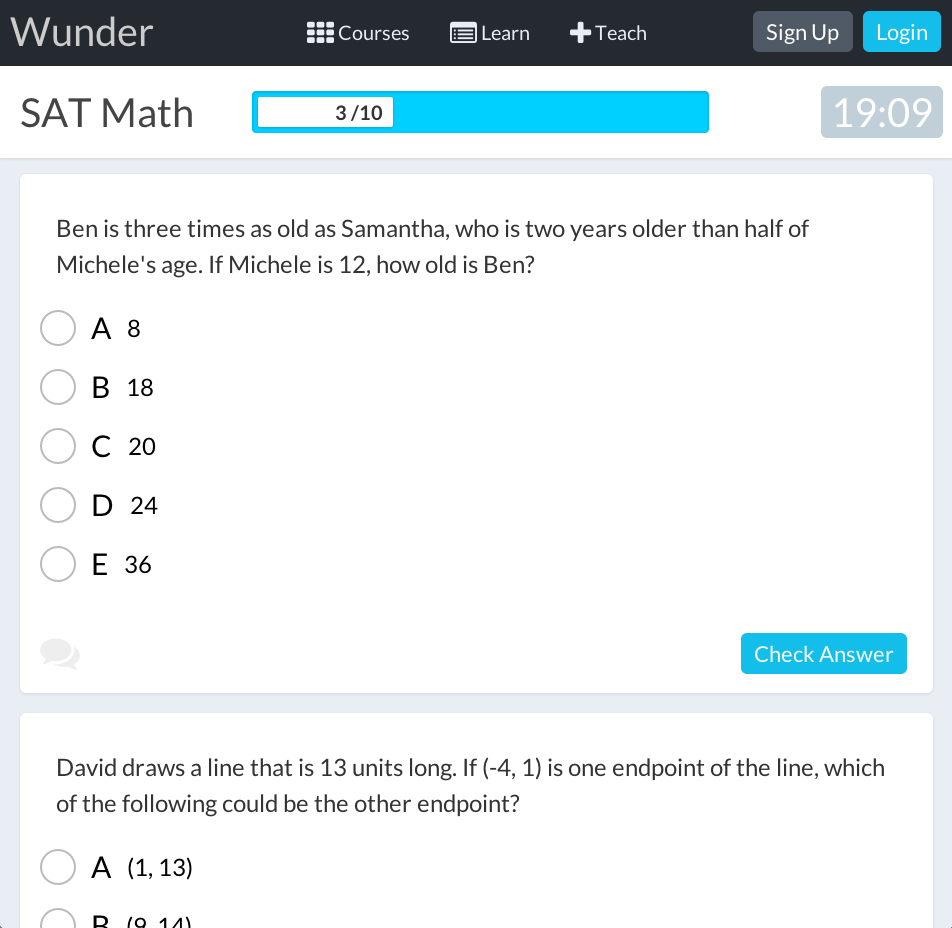 Wunder
Courses
Learn
Teach
Sign Up
Login
SAT Math
3 /10
19:09
Ben is three times as old as Samantha, who is two years older than half of
Michele's age. If Michele is 12, how old is Ben?
A 8
B 18
C 20
D 24
E 36
Check Answer
David draws a line that is 13 units long. If (-4, 1) is one endpoint of the line, which
of the following could be the other endpoint?
A (1, 13)
B (9, 14)